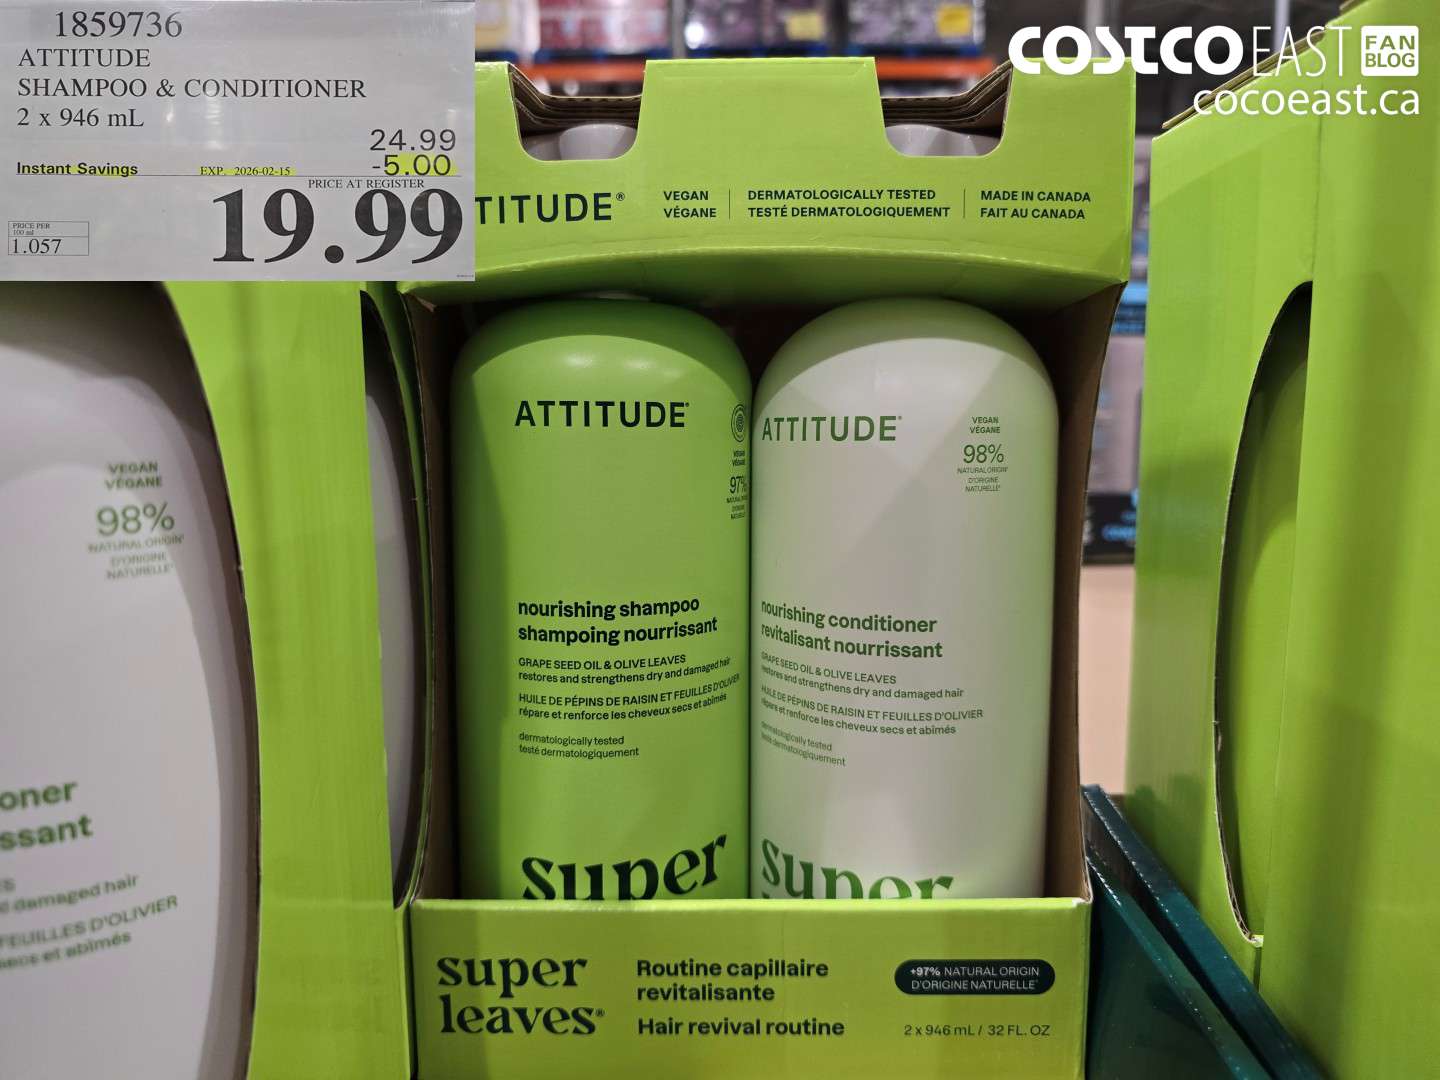 1859736
ATTITUDE
SHAMPOO & CONDITIONER
2 x 946 mL
24.99
Instant Savings EXP. 2026-02-15 -5.00
PRICE AT REGISTER
19.99
PRICE PER
100 ml
1.057
COSTCO EAST FAN BLOG
cocoeast.ca
TITUDE®
VEGAN
VÉGANE
DERMATOLOGICALLY TESTED
TESTÉ DERMATOLOGIQUEMENT
MADE IN CANADA
FAIT AU CANADA
VEGAN
VÉGANE
98%
NATURAL ORIGIN*
D'ORIGINE
NATURELLE*
oner
ssant
ES
d damaged hair
FEUILLES D'OLIVIER
secs et abîmés
ATTITUDE®
VEGAN
VÉGANE
97%
nourishing shampoo
shampoing nourrissant
GRAPE SEED OIL & OLIVE LEAVES
restores and strengthens dry and damaged hair
HUILE DE PÉPINS DE RAISIN ET FEUILLES D'OLIVIER
répare et renforce les cheveux secs et abîmés
dermatologically tested
testé dermatologiquement
super
ATTITUDE®
VEGAN
VÉGANE
98%
NATURAL ORIGIN*
D'ORIGINE
NATURELLE*
nourishing conditioner
revitalisant nourrissant
GRAPE SEED OIL & OLIVE LEAVES
restores and strengthens dry and damaged hair
HUILE DE PÉPINS DE RAISIN ET FEUILLES D'OLIVIER
répare et renforce les cheveux secs et abîmés
dermatologically tested
testé dermatologiquement
super
super
leaves®
Routine capillaire
revitalisante
Hair revival routine
+97% NATURAL ORIGIN
D'ORIGINE NATURELLE*
2 x 946 mL / 32 FL. OZ